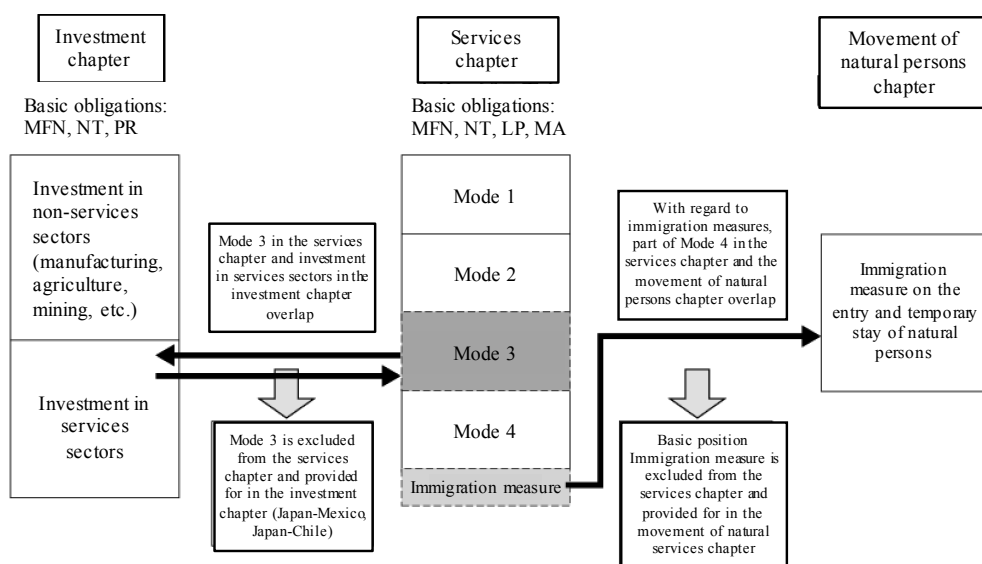 Investment
chapter
Services
chapter
Movement of
natural persons
chapter
Basic obligations:
MFN, NT, PR
Basic obligations:
MFN, NT, LP, MA
Investment in
non-services
sectors
(manufacturing,
agriculture,
mining, etc.)
Investment in
services
sectors
Mode 3 in the services
chapter and investment
in services sectors in the
investment chapter
overlap
Mode 3 is excluded
from the services
chapter and provided
for in the investment
chapter (Japan-Mexico,
Japan-Chile)
Mode 1
Mode 2
Mode 3
Mode 4
Immigration measure
With regard to
immigration measures,
part of Mode 4 in the
services chapter and the
movement of natural
persons chapter overlap
Basic position
Immigration measure is
excluded from the
services chapter and
provided for in the
movement of natural
services chapter
Immigration
measure on the
entry and temporary
stay of natural
persons